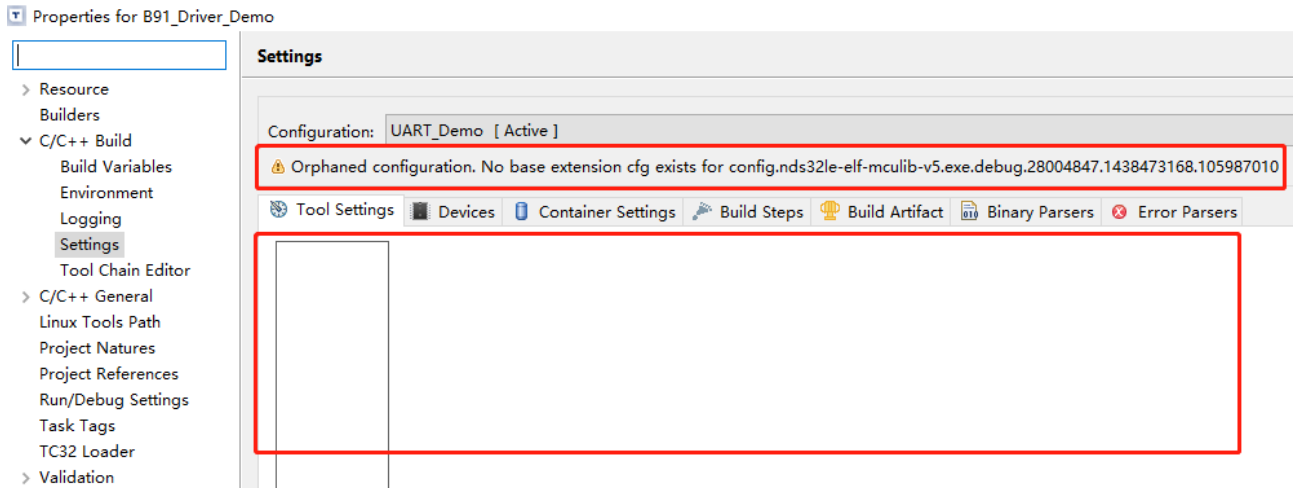 Properties for B91_Driver_Demo
Settings
Resource
Builders
C/C++ Build
Build Variables
Environment
Logging
Settings
Tool Chain Editor
C/C++ General
Linux Tools Path
Project Natures
Project References
Run/Debug Settings
Task Tags
TC32 Loader
Validation
Configuration: UART_Demo [ Active ]
Orphaned configuration. No base extension cfg exists for config.nds32le-elf-mculib-v5.exe.debug.28004847.1438473168.105987010
Tool Settings Devices Container Settings Build Steps Build Artifact Binary Parsers Error Parsers